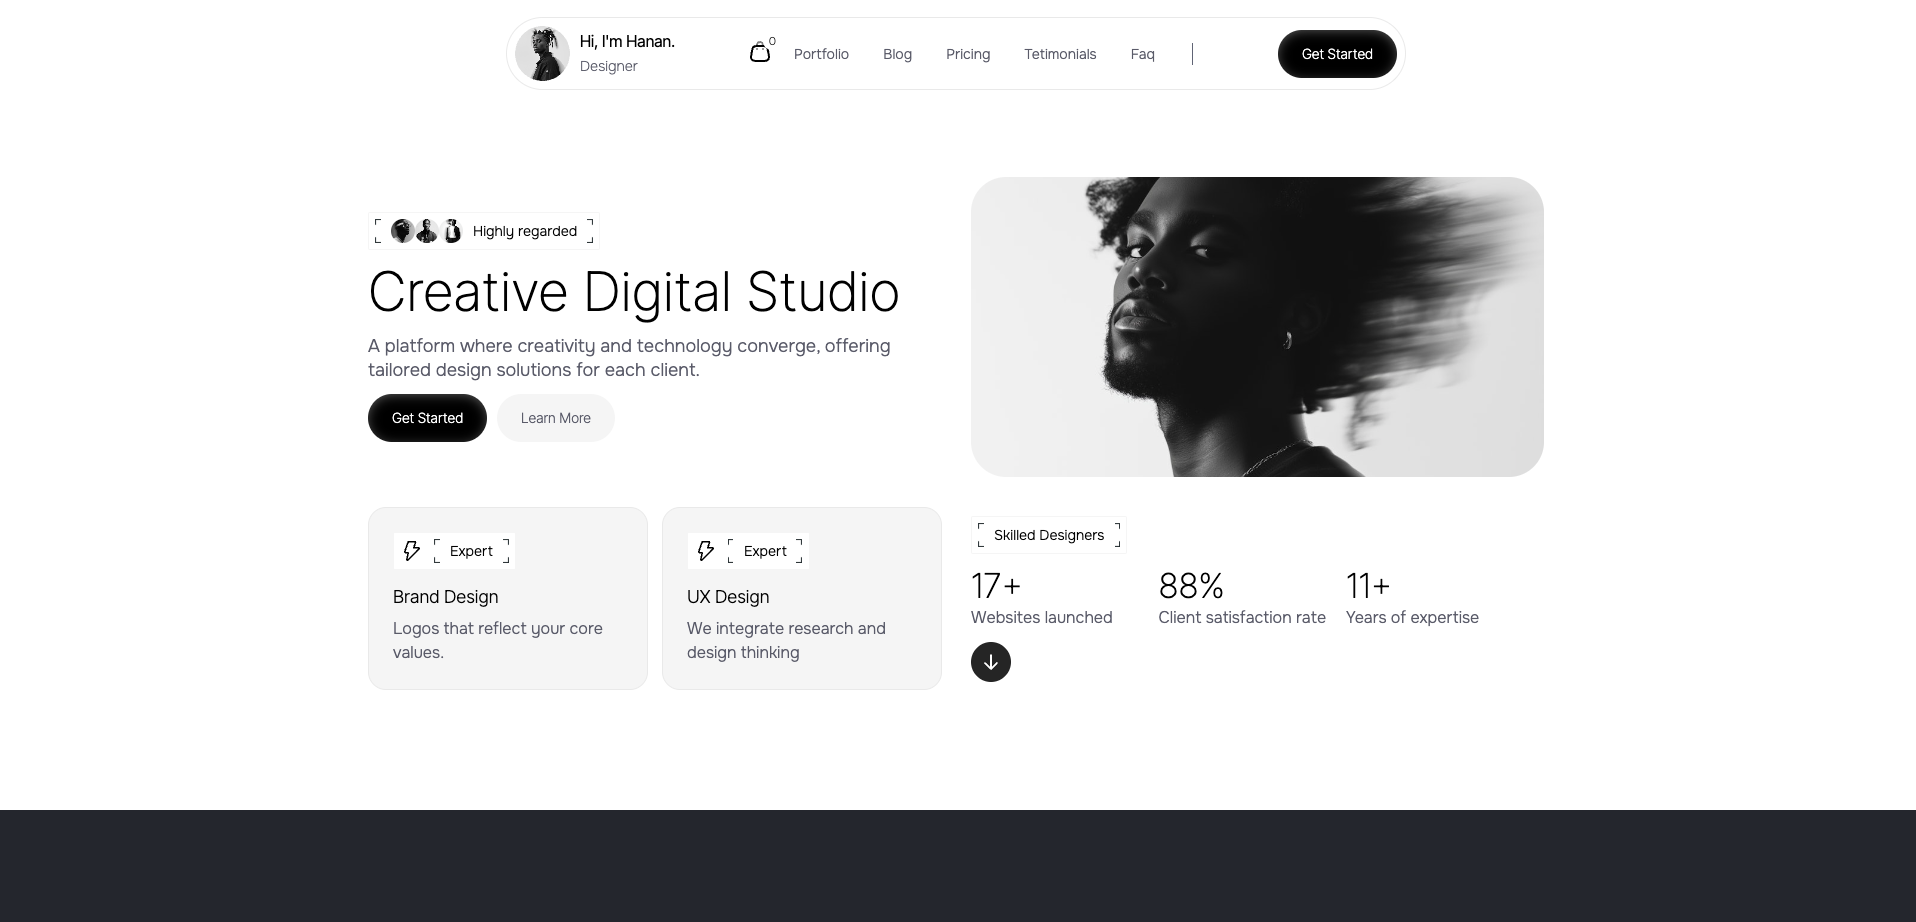 Hi, I'm Hanan.
Designer
0
Portfolio
Blog
Pricing
Tetimonials
Faq
Get Started
Highly regarded
Creative Digital Studio
A platform where creativity and technology converge, offering
tailored design solutions for each client.
Get Started
Learn More
Expert
Brand Design
Logos that reflect your core
values.
Expert
UX Design
We integrate research and
design thinking
Skilled Designers
17+
Websites launched
88%
Client satisfaction rate
11+
Years of expertise